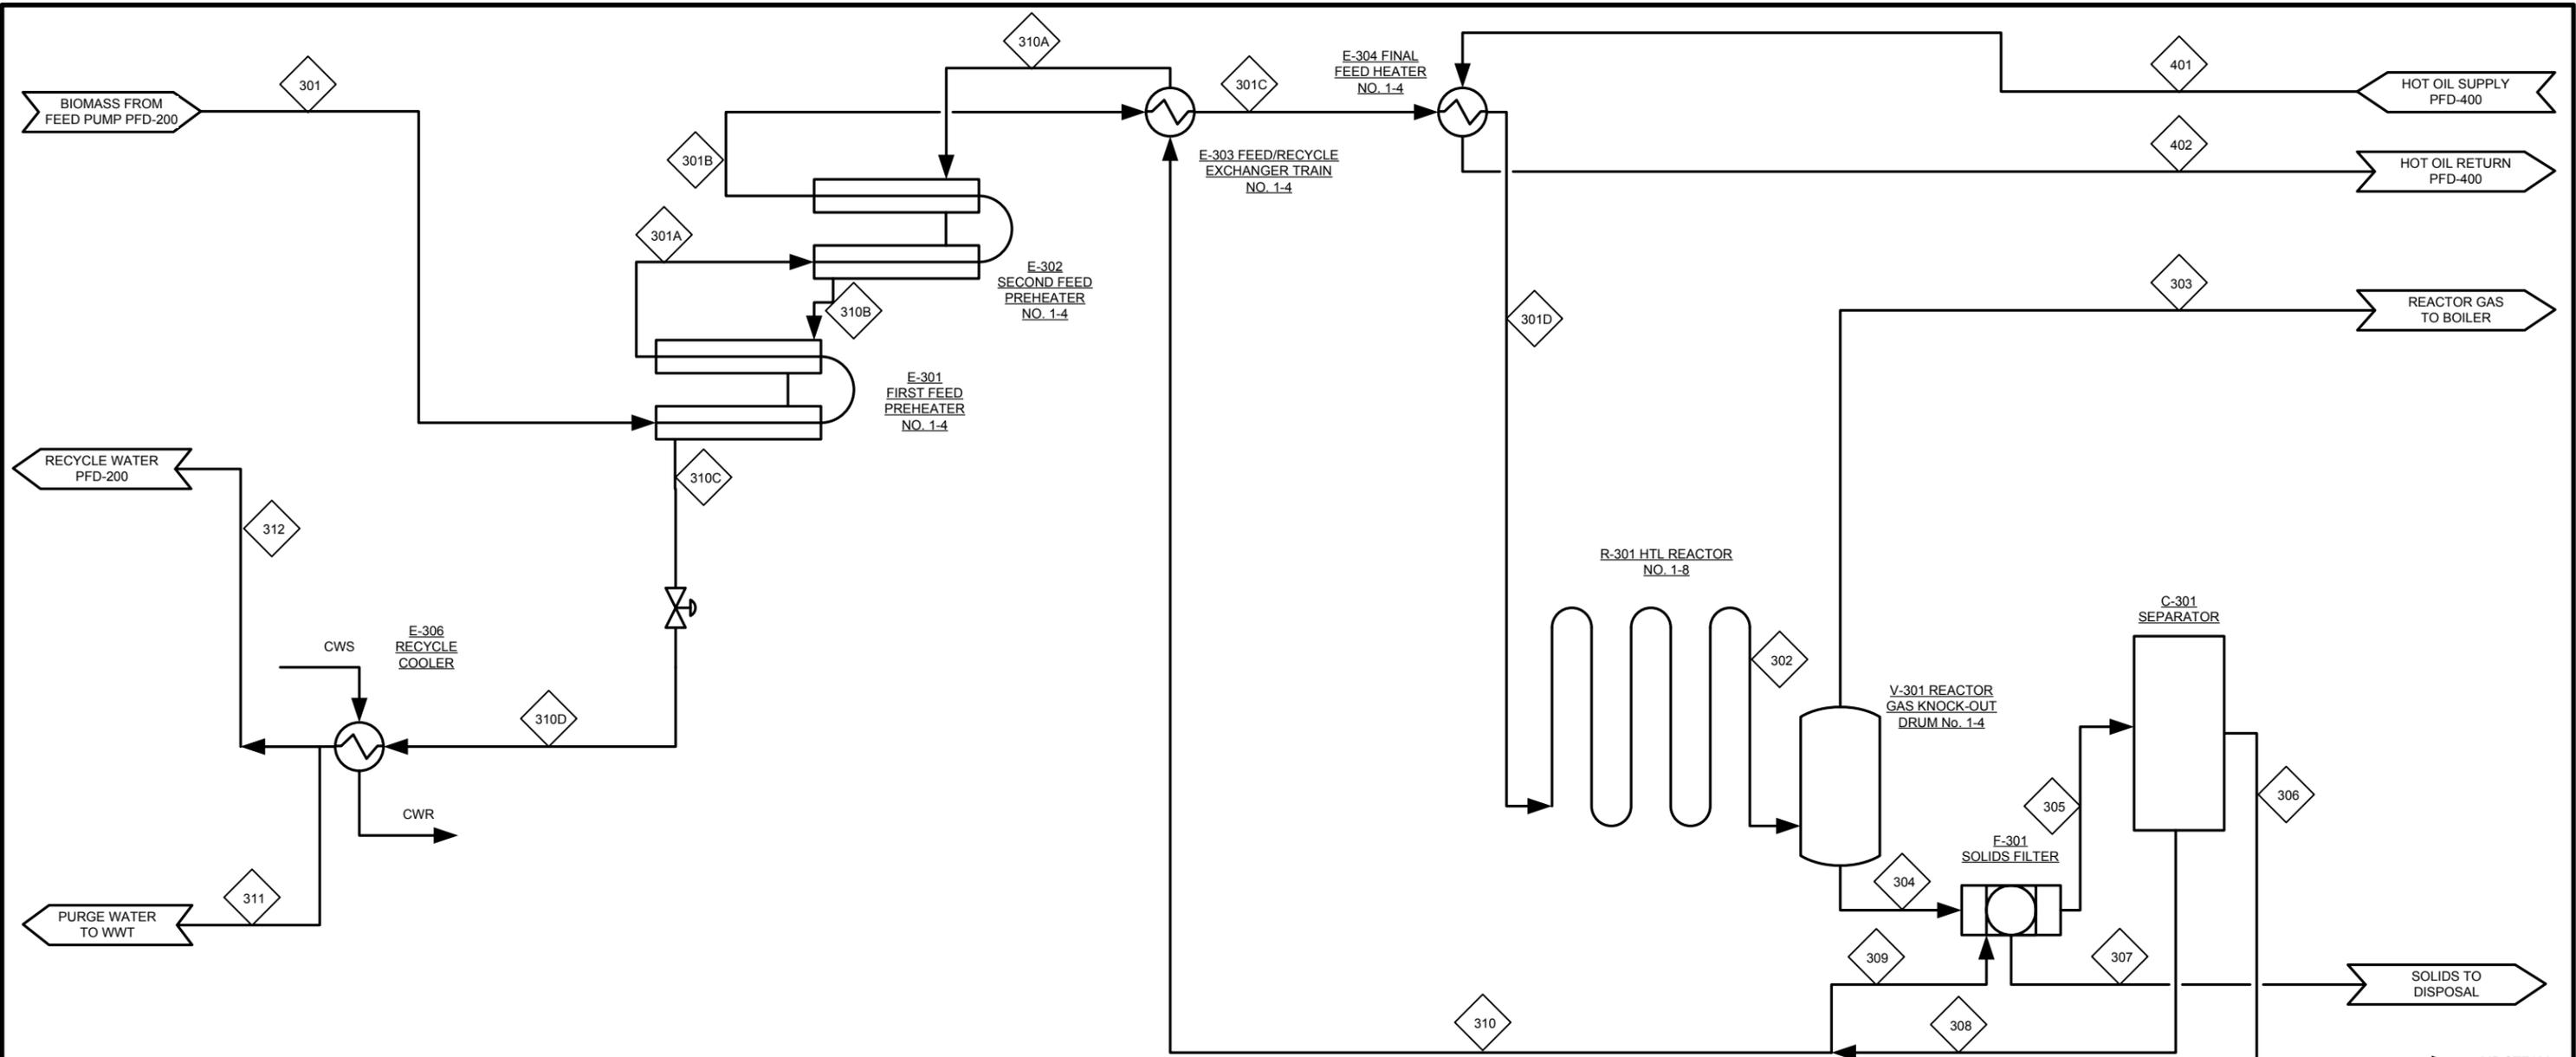 310A
301
BIOMASS FROM
FEED PUMP PFD-200
301B
301C
E-304 FINAL
FEED HEATER
NO. 1-4
401
HOT OIL SUPPLY
PFD-400
402
HOT OIL RETURN
PFD-400
E-303 FEED/RECYCLE
EXCHANGER TRAIN
NO. 1-4
301A
E-302
SECOND FEED
PREHEATER
NO. 1-4
310B
301D
303
REACTOR GAS
TO BOILER
E-301
FIRST FEED
PREHEATER
NO. 1-4
RECYCLE WATER
PFD-200
310C
312
R-301 HTL REACTOR
NO. 1-8
C-301
SEPARATOR
CWS
E-306
RECYCLE
COOLER
302
310D
V-301 REACTOR
GAS KNOCK-OUT
DRUM No. 1-4
CWR
305
306
F-301
SOLIDS FILTER
304
311
PURGE WATER
TO WWT
309
307
SOLIDS TO
DISPOSAL
310
308